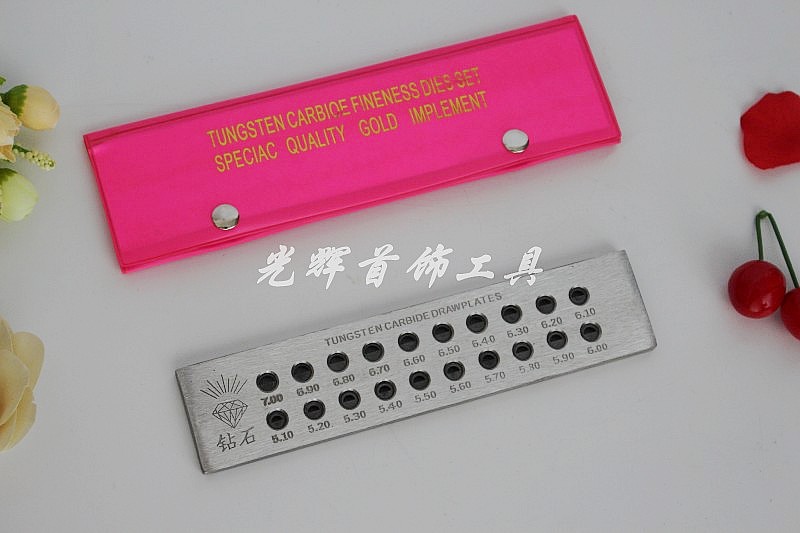 TUNGSTEN CARBIDE FINENESS DIES SET
SPECIAC QUALITY GOLD IMPLEMENT
光辉首饰工具
TUNGSTEN CARBIDE DRAWPLATES
7.00 6.90 6.80 6.70 6.60 6.50 6.40 6.30 6.20 6.10
5.10 5.20 5.30 5.40 5.50 5.60 5.70 5.80 5.90 6.00
钻石